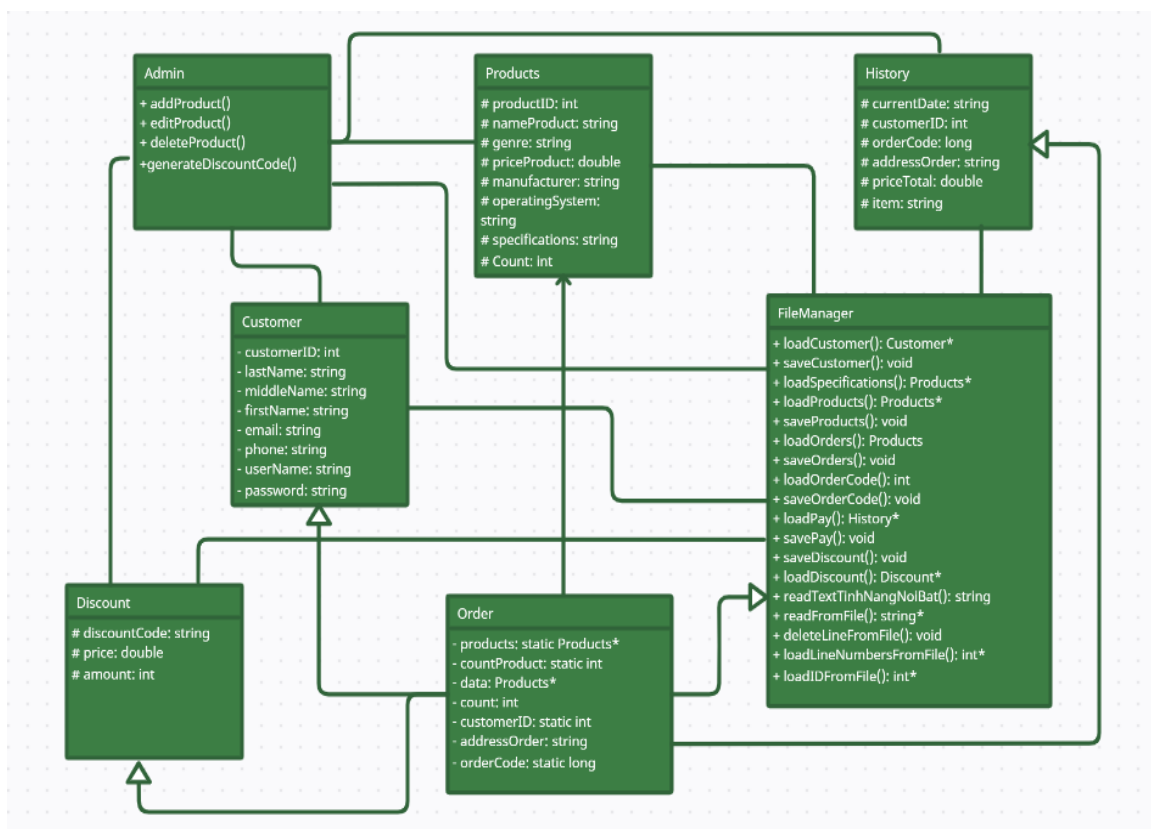 Admin
+ addProduct()
+ editProduct()
+ deleteProduct()
+generateDiscountCode()
Products
# productID: int
# nameProduct: string
# genre: string
# priceProduct: double
# manufacturer: string
# operatingSystem:
string
# specifications: string
# Count: int
History
# currentDate: string
# customerID: int
# orderCode: long
# addressOrder: string
# priceTotal: double
# item: string
Customer
- customerID: int
- lastName: string
- middleName: string
- firstName: string
- email: string
- phone: string
- userName: string
- password: string
FileManager
+ loadCustomer(): Customer*
+ saveCustomer(): void
+ loadSpecifications(): Products*
+ loadProducts(): Products*
+ saveProducts(): void
+ loadOrders(): Products
+ saveOrders(): void
+ loadOrderCode(): int
+ saveOrderCode(): void
+ loadPay(): History*
+ savePay(): void
+ saveDiscount(): void
+ loadDiscount(): Discount*
+ readTextTinhNangNoiBat(): string
+ readFromFile(): string*
+ deleteLineFromFile(): void
+ loadLineNumbersFromFile(): int*
+ loadIDFromFile(): int*
Discount
# discountCode: string
# price: double
# amount: int
Order
- products: static Products*
- countProduct: static int
- data: Products*
- count: int
- customerID: static int
- addressOrder: string
- orderCode: static long